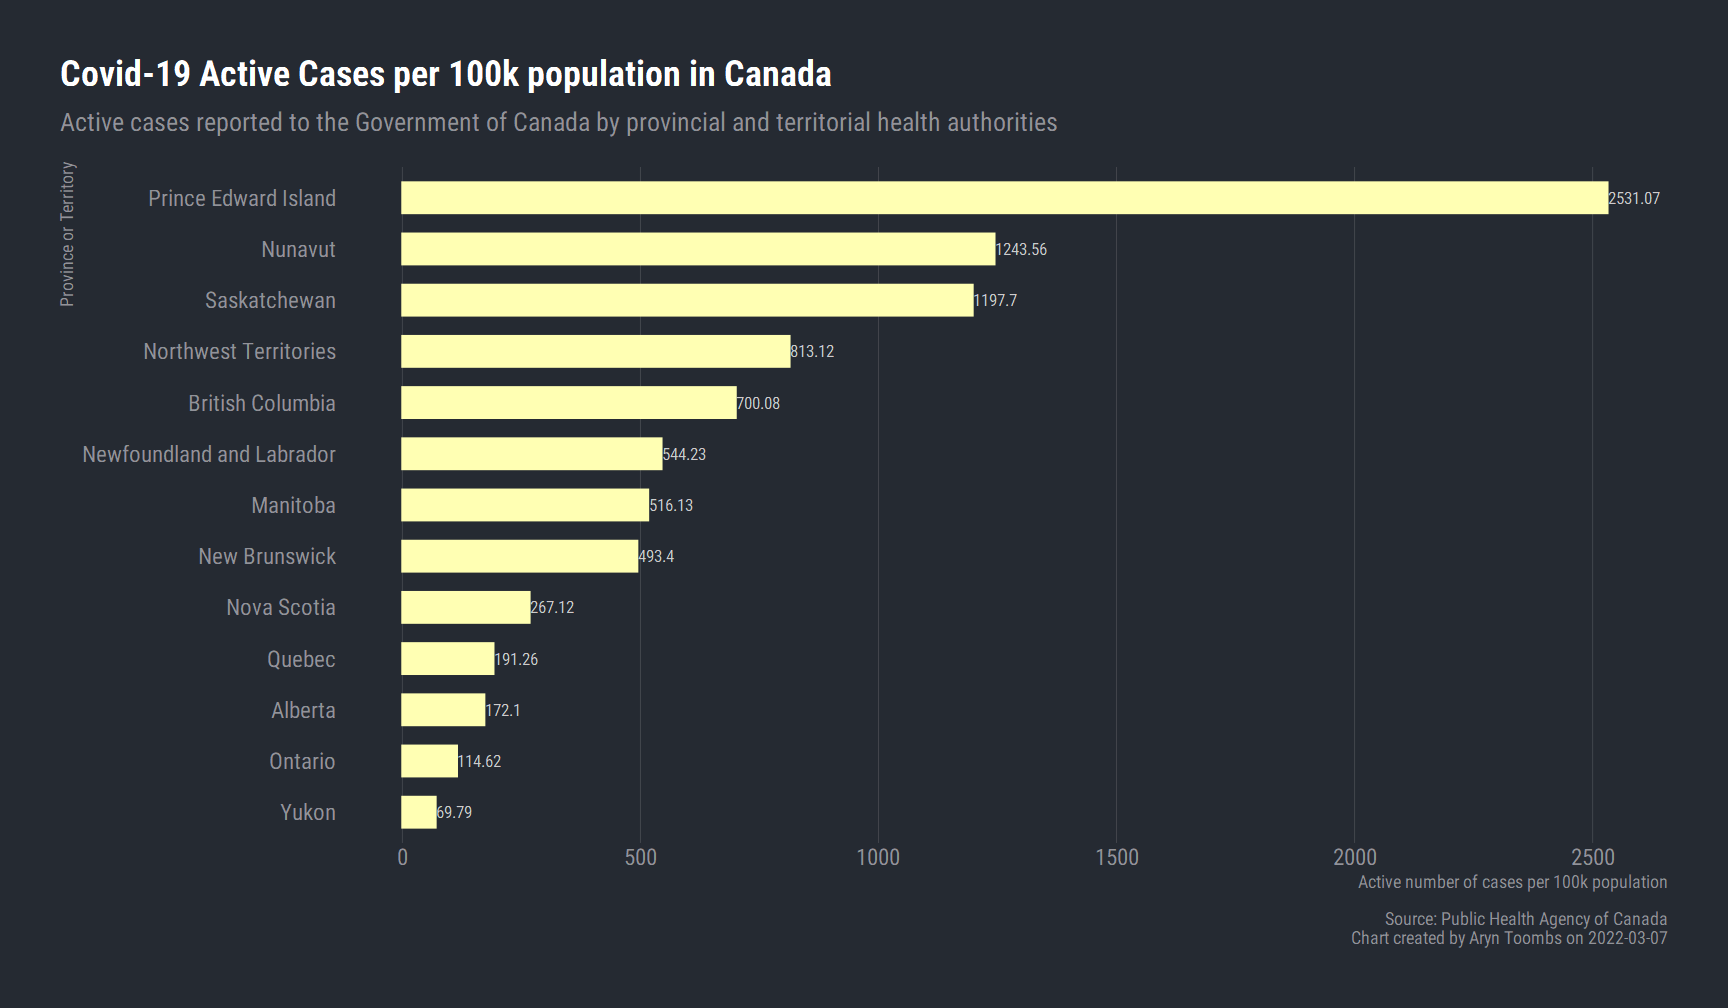 Covid-19 Active Cases per 100k population in Canada
Active cases reported to the Government of Canada by provincial and territorial health authorities
Province or Territory
Prince Edward Island 2531.07
Nunavut 1243.56
Saskatchewan 1197.7
Northwest Territories 813.12
British Columbia 700.08
Newfoundland and Labrador 544.23
Manitoba 516.13
New Brunswick 493.4
Nova Scotia 267.12
Quebec 191.26
Alberta 172.1
Ontario 114.62
Yukon 69.79
0 500 1000 1500 2000 2500
Active number of cases per 100k population
Source: Public Health Agency of Canada
Chart created by Aryn Toombs on 2022-03-07